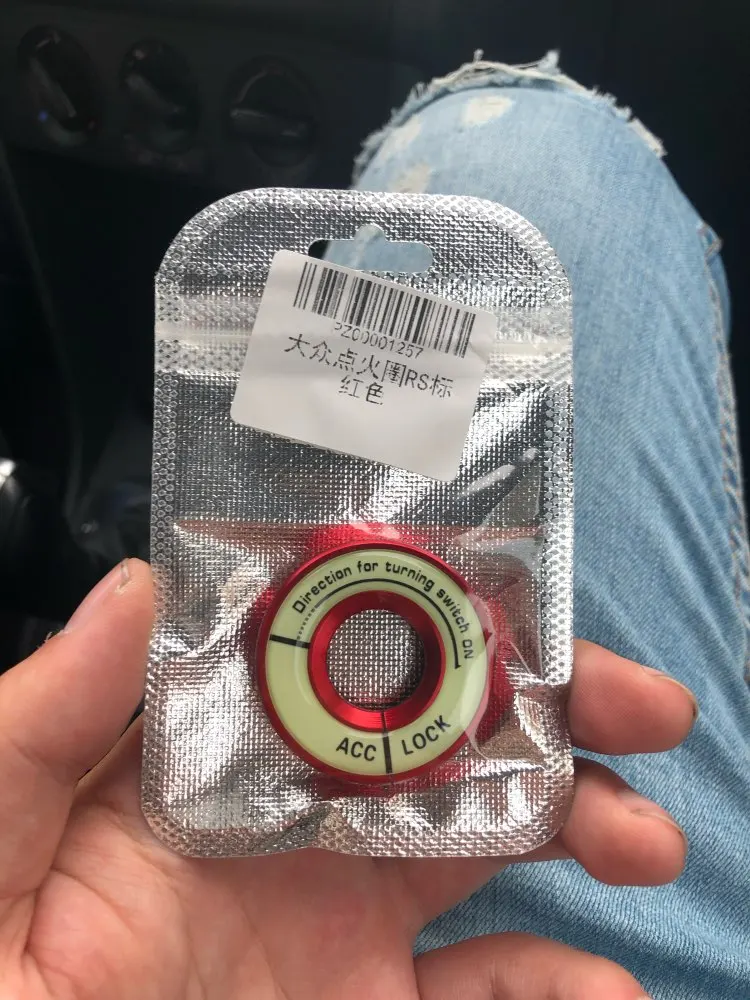 PZ00001257
大众点火圈RS标
红色
Direction for turning switch ON
ACC
LOCK